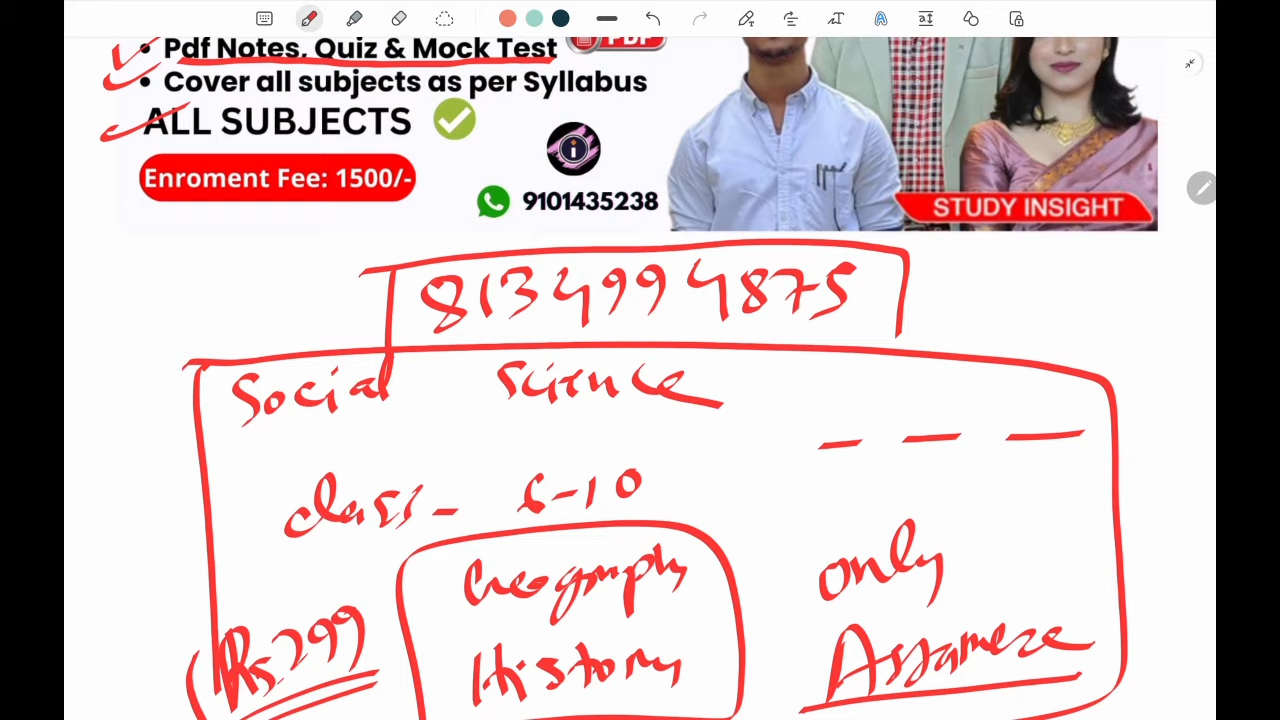 • Pdf Notes, Quiz & Mock Test
PDF
• Cover all subjects as per Syllabus
ALL SUBJECTS
Enroment Fee: 1500/-
9101435238
STUDY INSIGHT
8134994875
Social Science
class - 6-10
Geography
only
Rs.299
History
Assamese